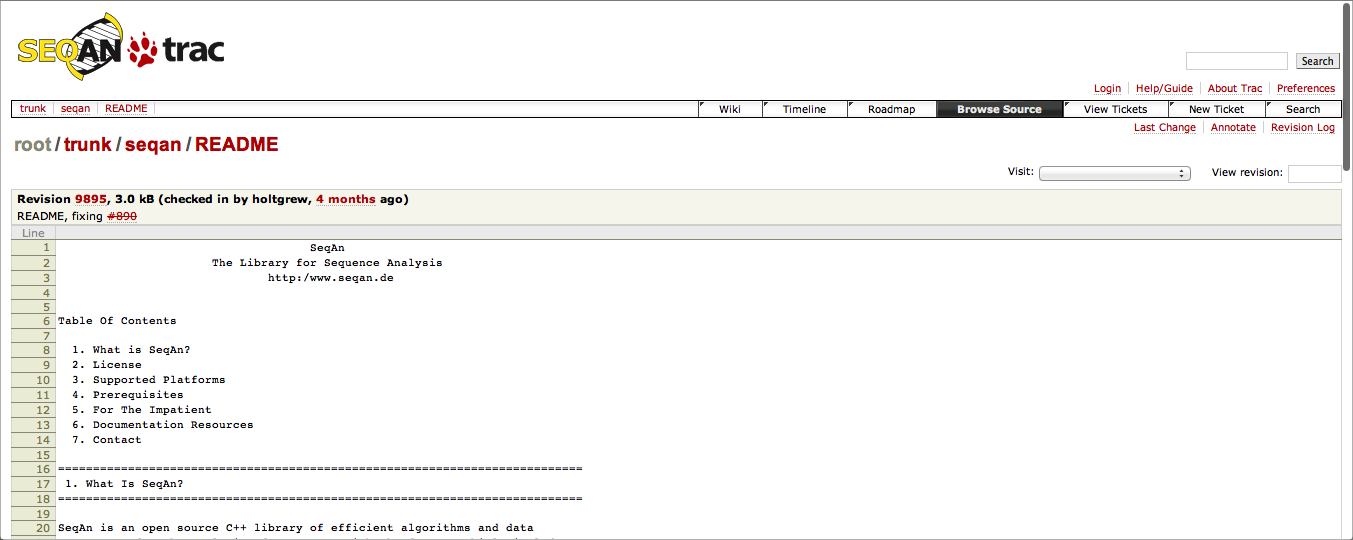 SEQAN trac
Search
Login Help/Guide About Trac Preferences
trunk seqan README Wiki Timeline Roadmap Browse Source View Tickets New Ticket Search
Last Change Annotate Revision Log
root/trunk/seqan/README
Visit: View revision:
Revision 9895, 3.0 kB (checked in by holtgrew, 4 months ago)
README, fixing #890
Line
1 SeqAn
2 The Library for Sequence Analysis
3 http:/www.seqan.de
4
5
6 Table Of Contents
7
8 1. What is SeqAn?
9 2. License
10 3. Supported Platforms
11 4. Prerequisites
12 5. For The Impatient
13 6. Documentation Resources
14 7. Contact
15
16 ===========================================================================
17 1. What Is SeqAn?
18 ===========================================================================
19
20 SeqAn is an open source C++ library of efficient algorithms and data